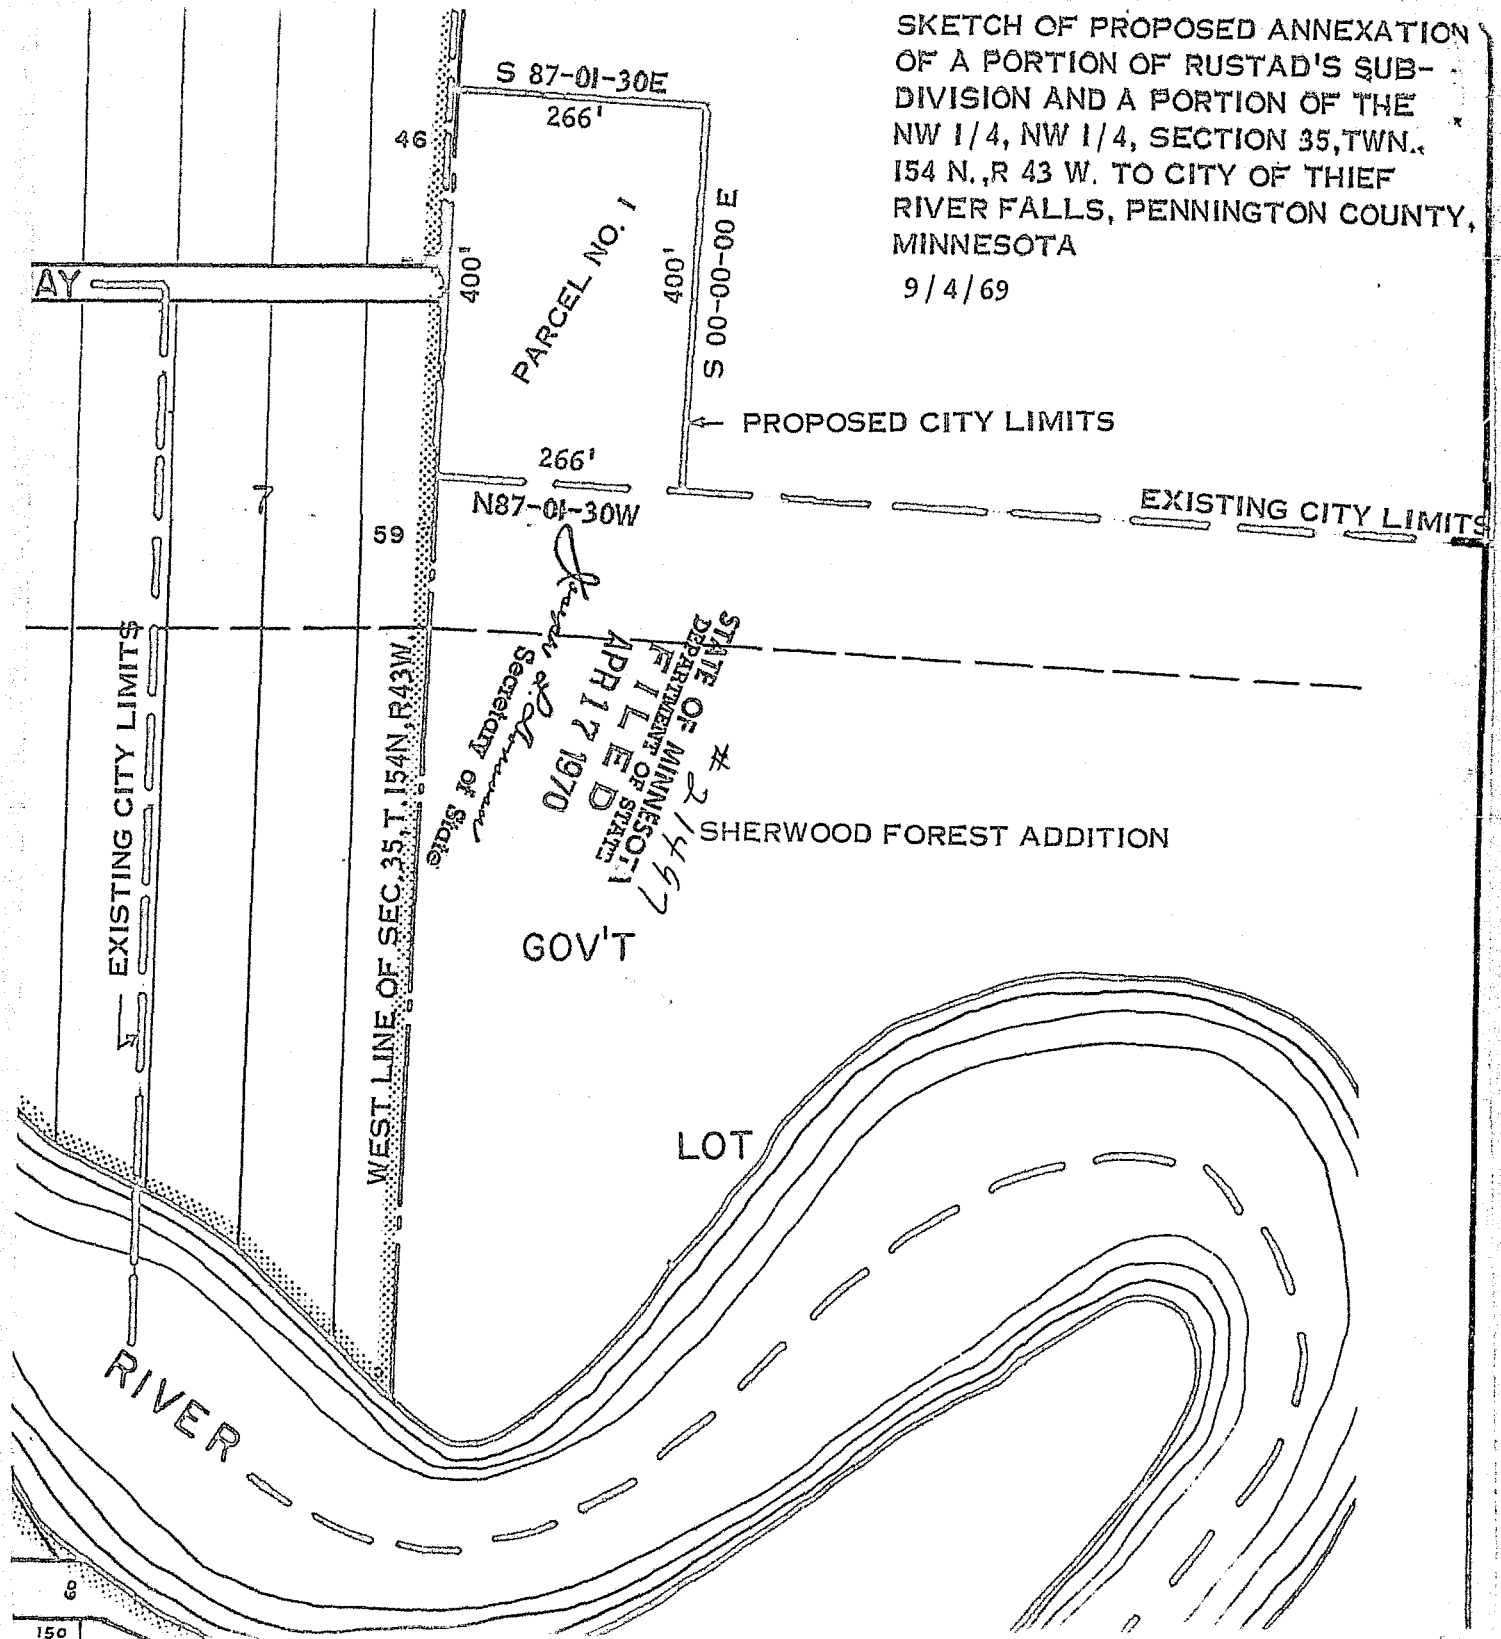 SKETCH OF PROPOSED ANNEXATION
OF A PORTION OF RUSTAD'S SUB-
DIVISION AND A PORTION OF THE
NW 1/4, NW 1/4, SECTION 35, TWN.
154 N., R 43 W. TO CITY OF THIEF
RIVER FALLS, PENNINGTON COUNTY,
MINNESOTA
9/4/69
S 87-01-30E
266'
46
400'
PARCEL NO. 1
400'
S 00-00-00 E
AY
PROPOSED CITY LIMITS
266'
N87-01-30W
EXISTING CITY LIMITS
7
59
EXISTING CITY LIMITS
WEST LINE OF SEC. 35, T. 154N, R43W
# 21497
STATE OF MINNESOTA
DEPARTMENT OF STATE
FILED
APR 17 1970
Secretary of State
SHERWOOD FOREST ADDITION
GOV'T
LOT
RIVER
60
150